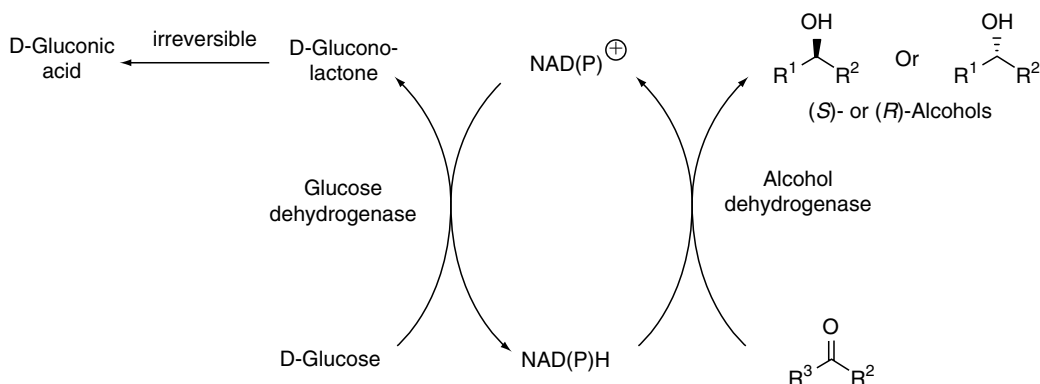 D-Gluconic
acid
irreversible
D-Glucono-
lactone
NAD(P) ⊕
OH
R¹ R²
Or
OH
R¹ R²
(S)- or (R)-Alcohols
Glucose
dehydrogenase
Alcohol
dehydrogenase
D-Glucose
NAD(P)H
O
R³ R²